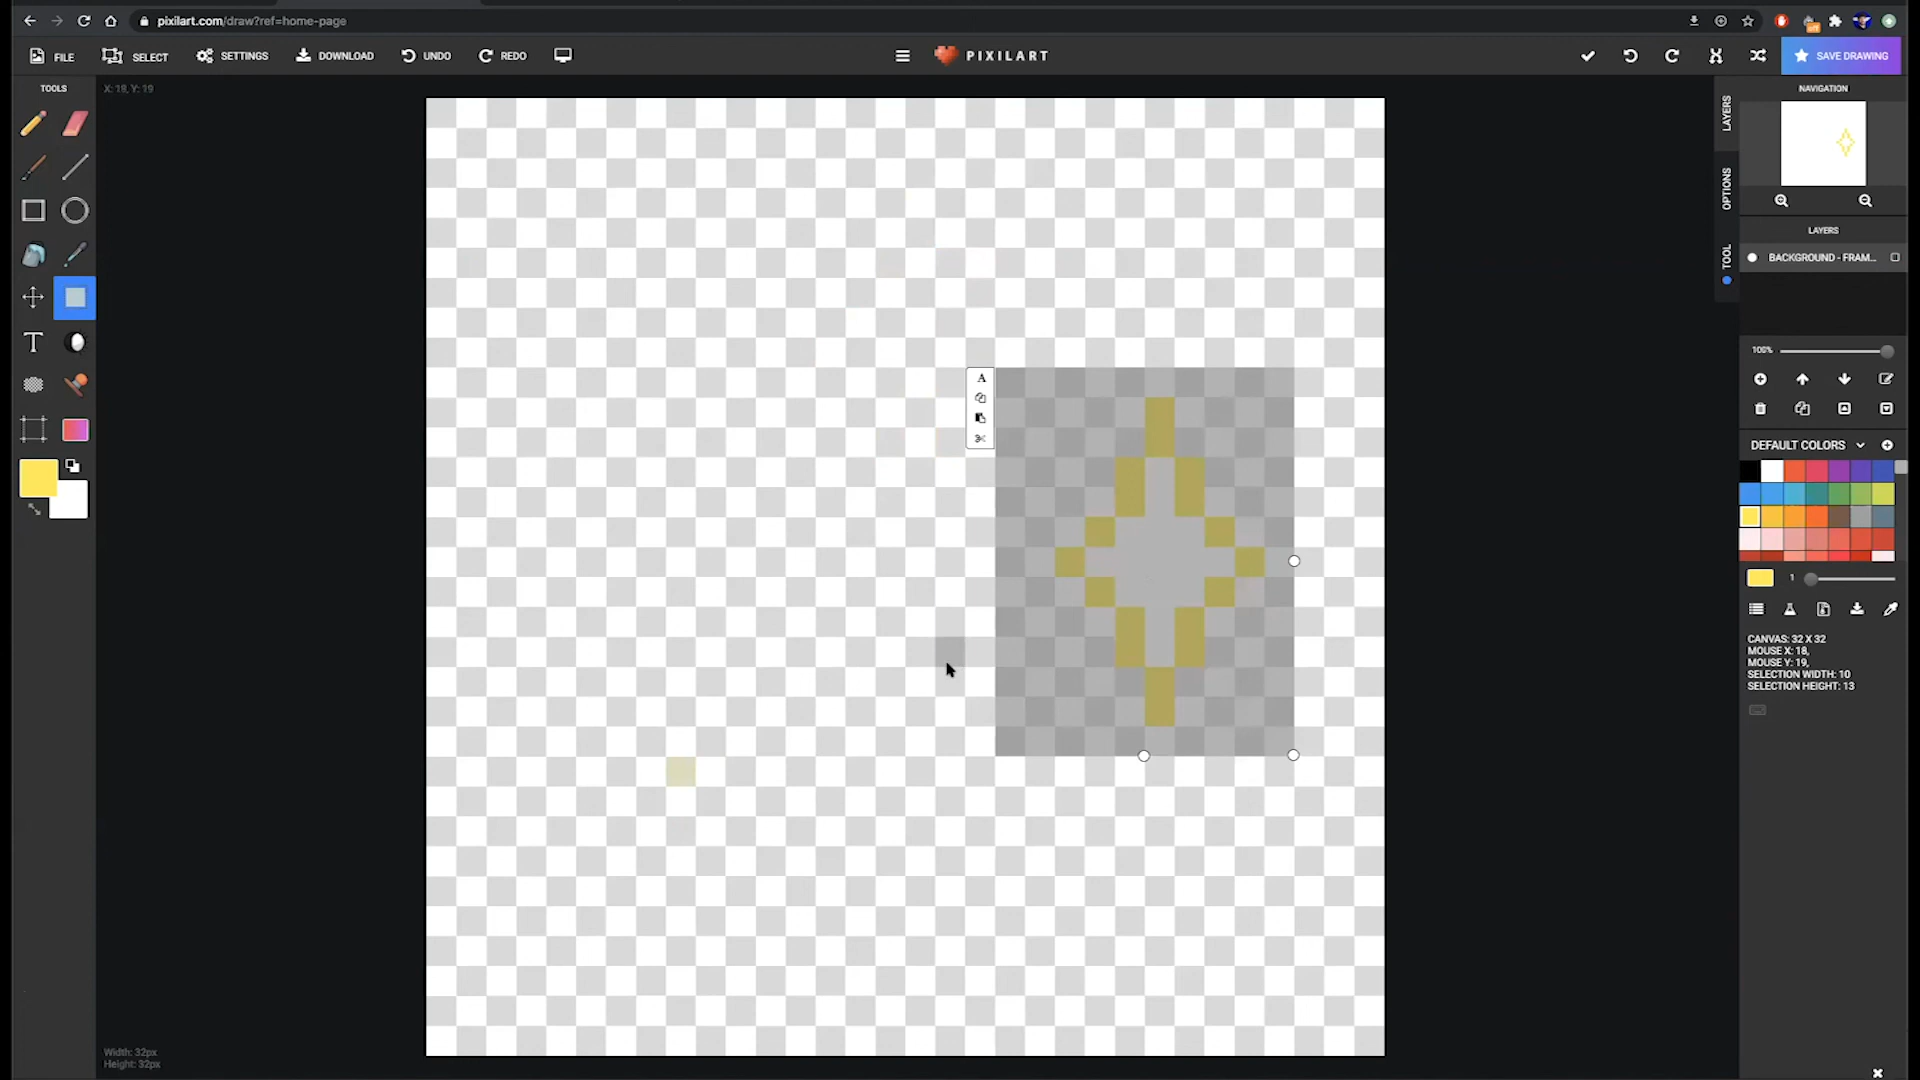 pixilart.com/draw?ref=home-page
FILE
SELECT
SETTINGS
DOWNLOAD
UNDO
REDO
PIXILART
SAVE DRAWING
TOOLS
X: 18, Y: 19
T
A
LAYERS
OPTIONS
TOOL
NAVIGATION
LAYERS
BACKGROUND - FRAM...
100%
DEFAULT COLORS
1
CANVAS: 32 X 32
MOUSE X: 18,
MOUSE Y: 19,
SELECTION WIDTH: 10
SELECTION HEIGHT: 13
Width: 32px
Height: 32px